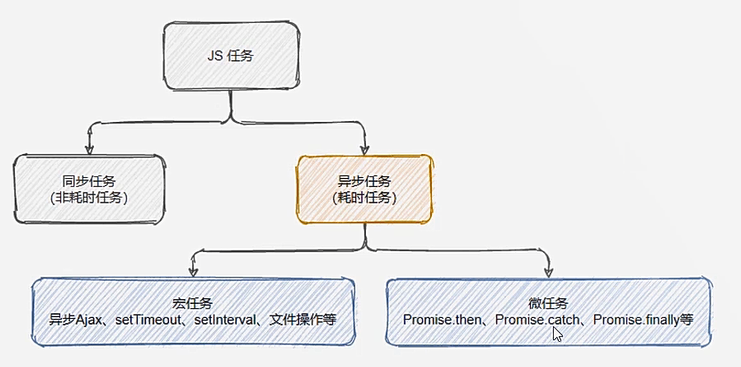 JS 任务
同步任务
（非耗时任务）
异步任务
（耗时任务）
宏任务
异步Ajax、setTimeout、setInterval、文件操作等
微任务
Promise.then、Promise.catch、Promise.finally等